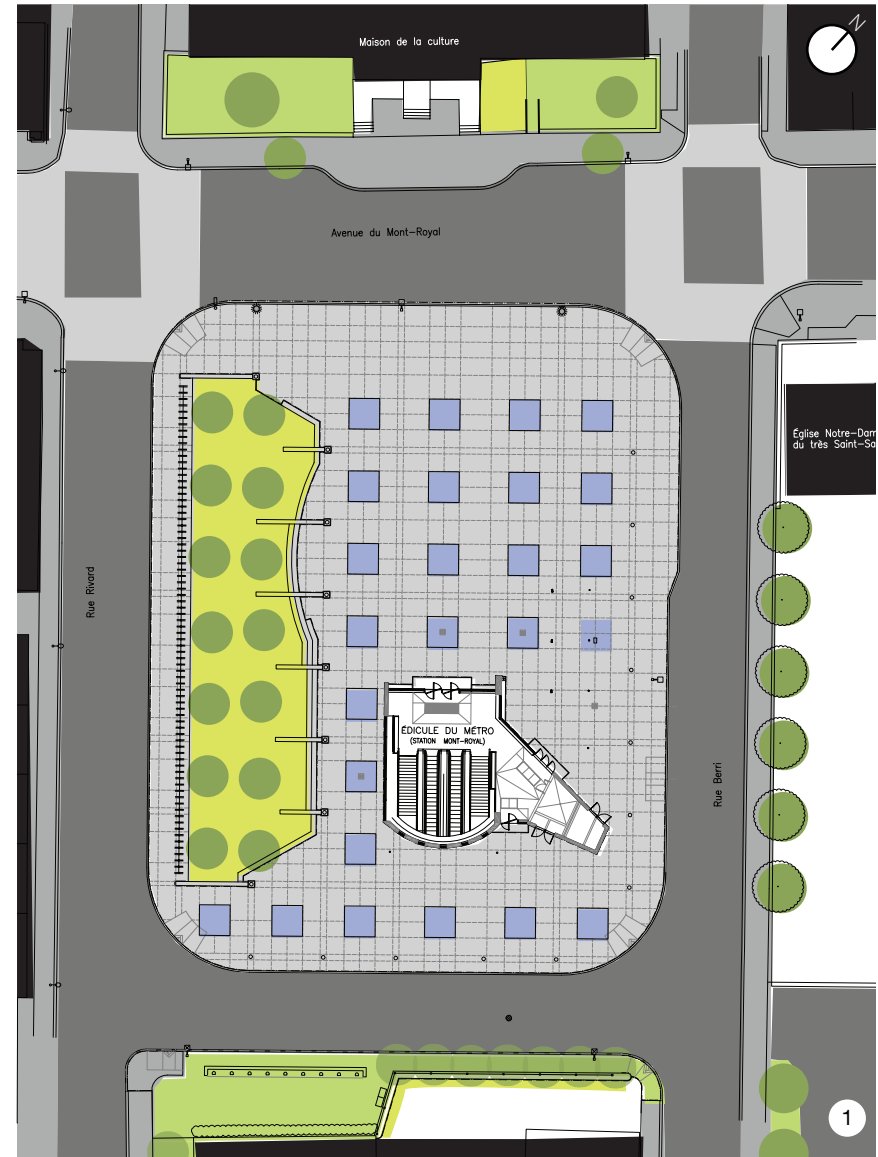 Maison de la culture
N
Avenue du Mont-Royal
Église Notre-Dam
du très Saint-Sa
Rue Rivard
ÉDICULE DU MÉTRO
(STATION MONT-ROYAL)
Rue Berri
1